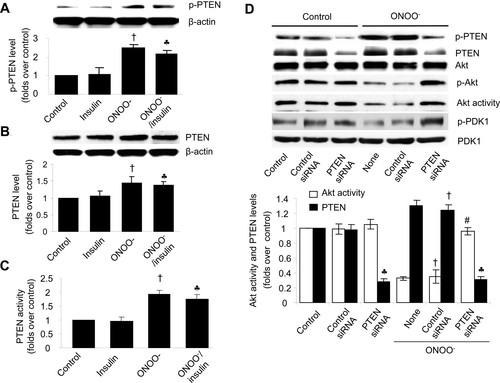 A
p-PTEN
β-actin
p-PTEN level
(folds over control)
3
2
1
0
†
♣
Control
Insulin
ONOO-
ONOO-
/insulin
B
PTEN
β-actin
PTEN level
(folds over control)
2
1.5
1
0.5
0
†
♣
Control
Insulin
ONOO-
ONOO-
/insulin
C
PTEN activity
(folds over control)
2.5
2
1.5
1
0.5
0
†
♣
Control
Insulin
ONOO-
ONOO-/
insulin
D
Control
ONOO-
p-PTEN
PTEN
Akt
p-Akt
Akt activity
p-PDK1
PDK1
Control
Control
siRNA
PTEN
siRNA
None
Control
siRNA
PTEN
siRNA
Akt activity
PTEN
Akt activity and PTEN levels
(folds over control)
1.4
1.2
1
0.8
0.6
0.4
0.2
0
♣
†
†
#
♣
Control
Control
siRNA
PTEN
siRNA
None
Control
siRNA
PTEN
siRNA
ONOO-